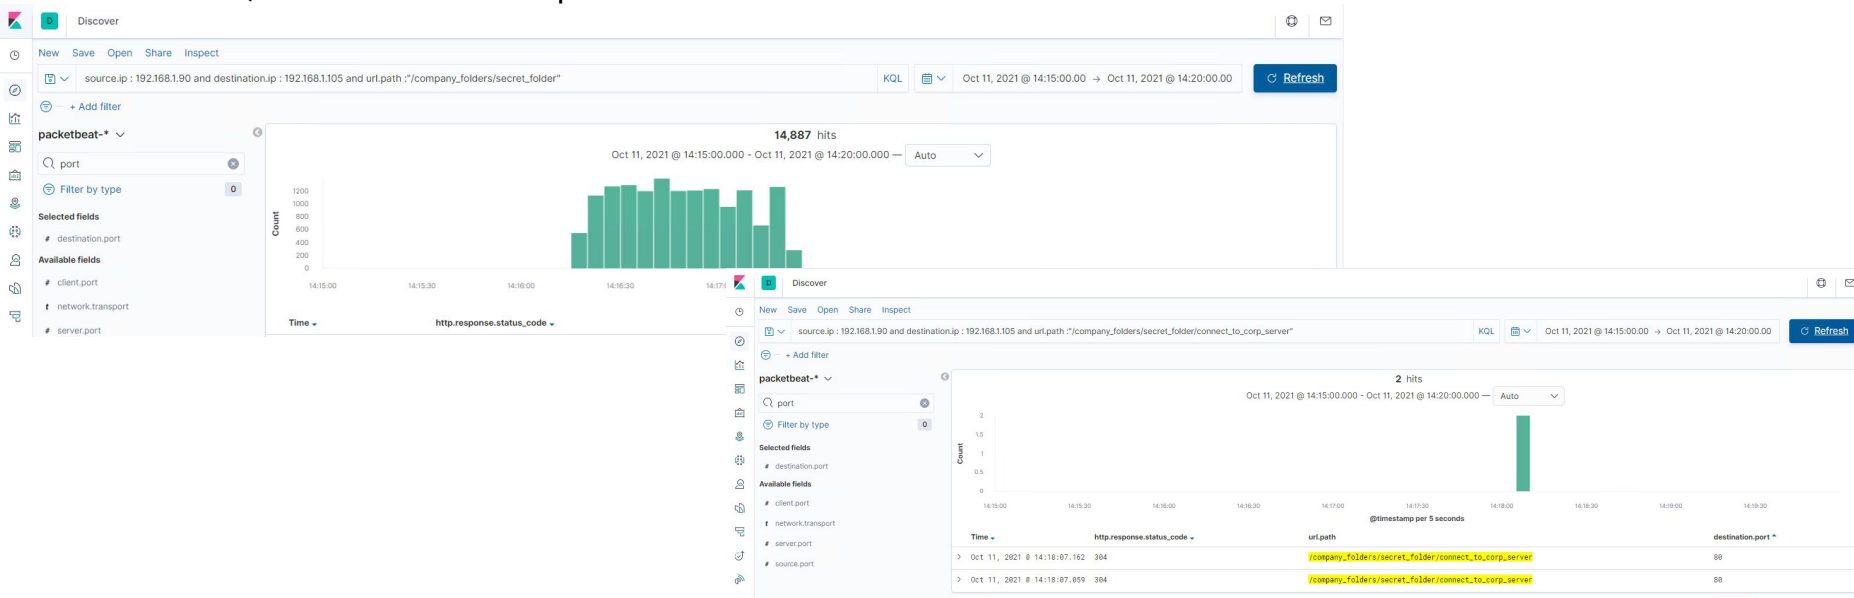 D Discover
New Save Open Share Inspect
source.ip : 192.168.1.90 and destination.ip : 192.168.1.105 and url.path :"/company_folders/secret_folder" KQL Oct 11, 2021 @ 14:15:00.00 → Oct 11, 2021 @ 14:20:00.00 Refresh
+ Add filter
packetbeat-*
14,887 hits
Oct 11, 2021 @ 14:15:00.000 - Oct 11, 2021 @ 14:20:00.000 — Auto
port
Filter by type 0
Selected fields
# destination.port
Available fields
# client.port
t network.transport
# server.port
Count
1200
1000
800
600
400
200
0
14:15:00 14:15:30 14:16:00 14:16:30
Time http.response.status_code
D Discover
New Save Open Share Inspect
source.ip : 192.168.1.90 and destination.ip : 192.168.1.105 and url.path :"/company_folders/secret_folder/connect_to_corp_server" KQL Oct 11, 2021 @ 14:15:00.00 → Oct 11, 2021 @ 14:20:00.00 Refresh
+ Add filter
packetbeat-*
2 hits
Oct 11, 2021 @ 14:15:00.000 - Oct 11, 2021 @ 14:20:00.000 — Auto
port
Filter by type 0
Selected fields
# destination.port
Available fields
# client.port
t network.transport
# server.port
# source.port
Count
2
1.5
1
0.5
0
14:15:00 14:15:30 14:16:00 14:16:30 14:17:00 14:17:30 14:18:00 14:18:30 14:19:00 14:19:30
@timestamp per 5 seconds
Time http.response.status_code url.path destination.port
> Oct 11, 2021 @ 14:18:07.162 304 /company_folders/secret_folder/connect_to_corp_server 80
> Oct 11, 2021 @ 14:18:07.059 304 /company_folders/secret_folder/connect_to_corp_server 80